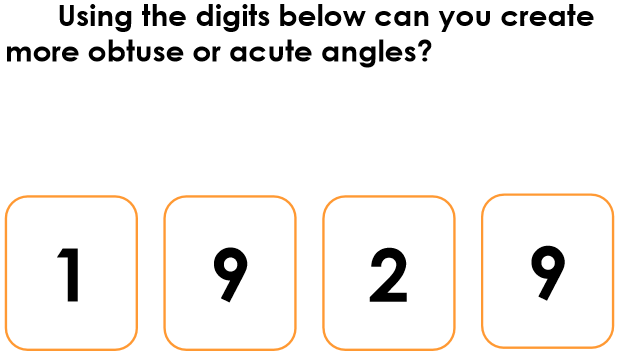 Using the digits below can you create
more obtuse or acute angles?
1 9 2 9